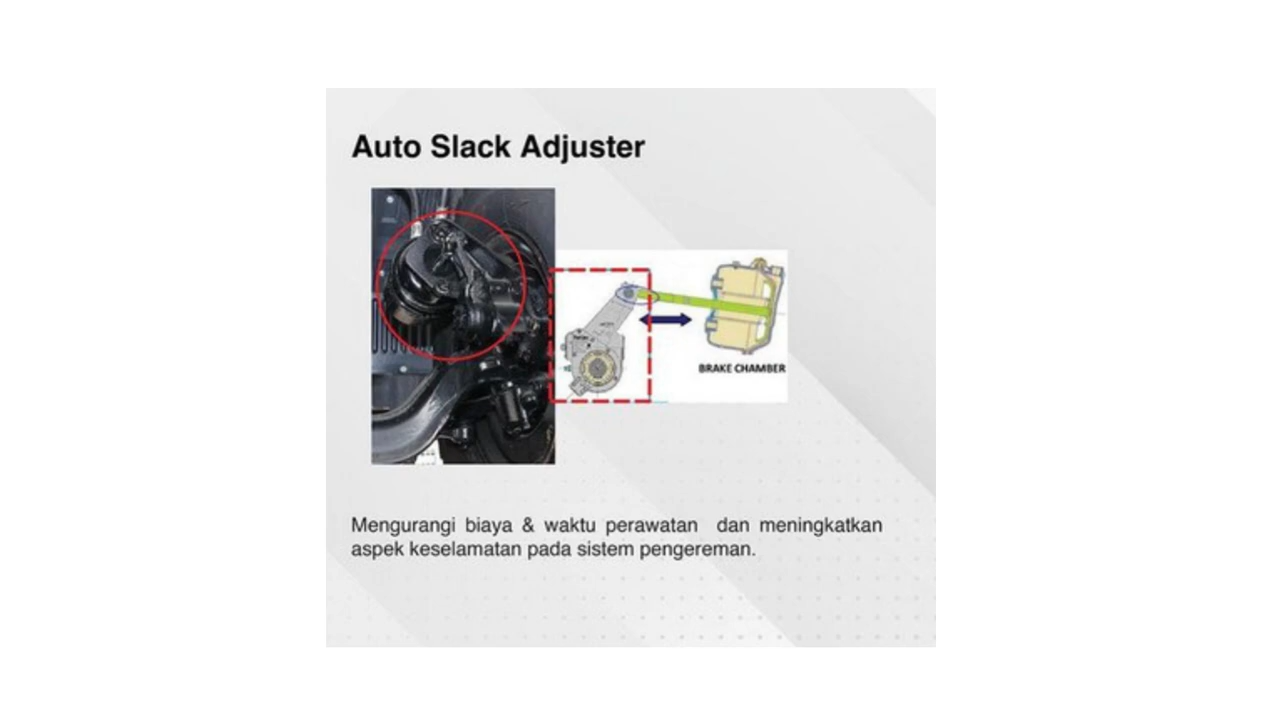 Auto Slack Adjuster
BRAKE CHAMBER
Mengurangi biaya & waktu perawatan dan meningkatkan
aspek keselamatan pada sistem pengereman.